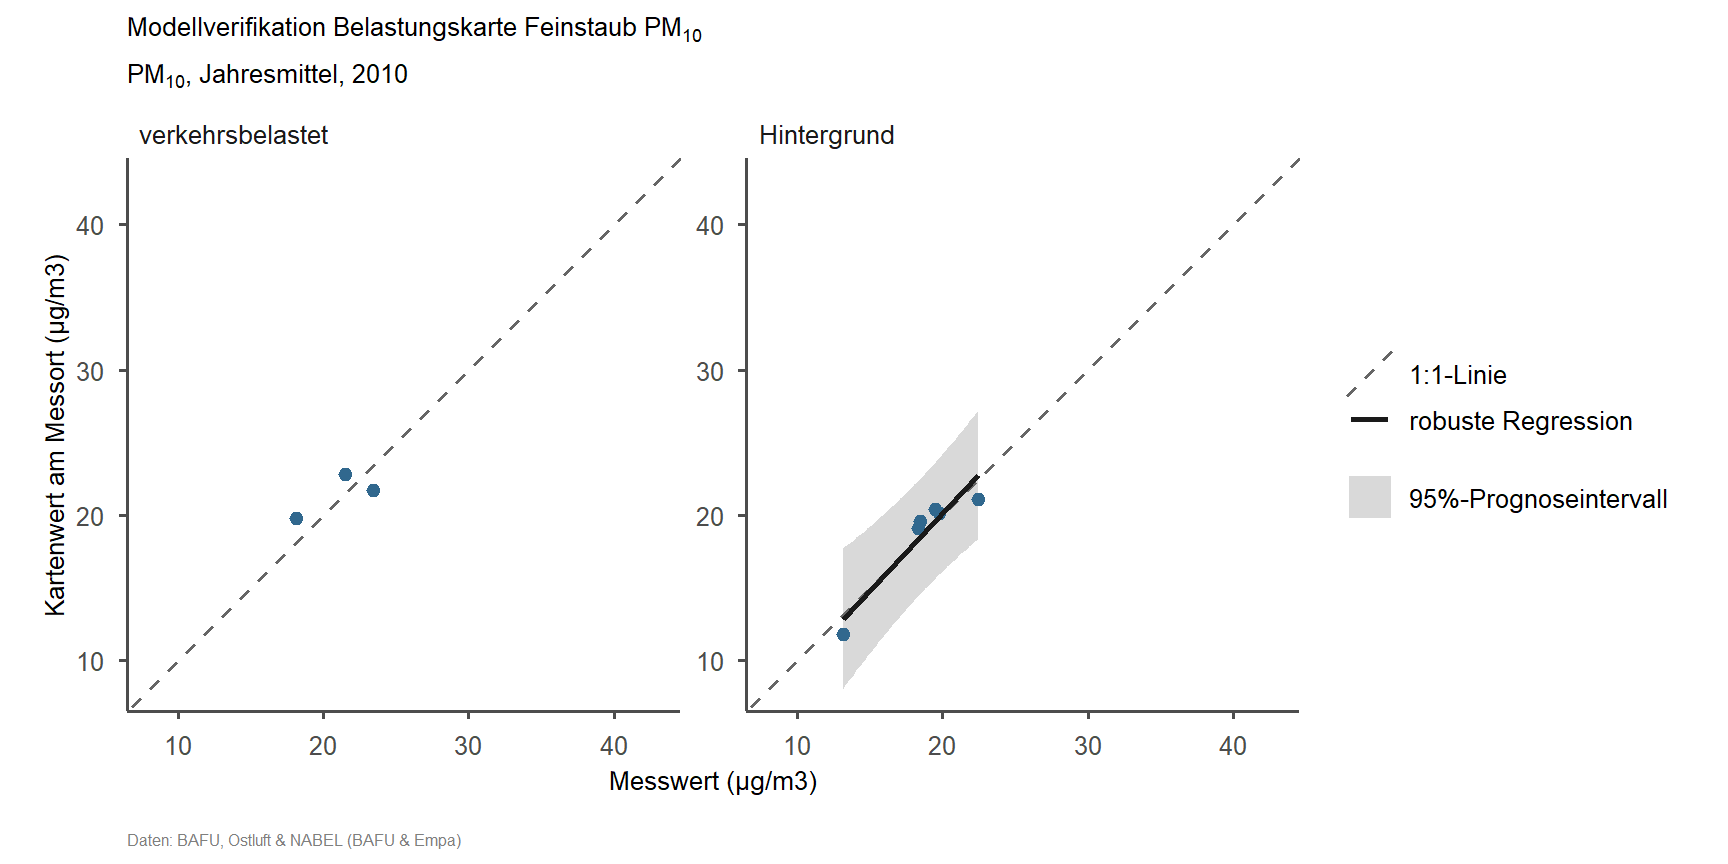 Modellverifikation Belastungskarte Feinstaub PM10
PM10, Jahresmittel, 2010
verkehrsbelastet
Hintergrund
Kartenwert am Messort (µg/m3)
40
30
20
10
10 20 30 40
40
30
20
10
10 20 30 40
Messwert (µg/m3)
1:1-Linie
robuste Regression
95%-Prognoseintervall
Daten: BAFU, Ostluft & NABEL (BAFU & Empa)